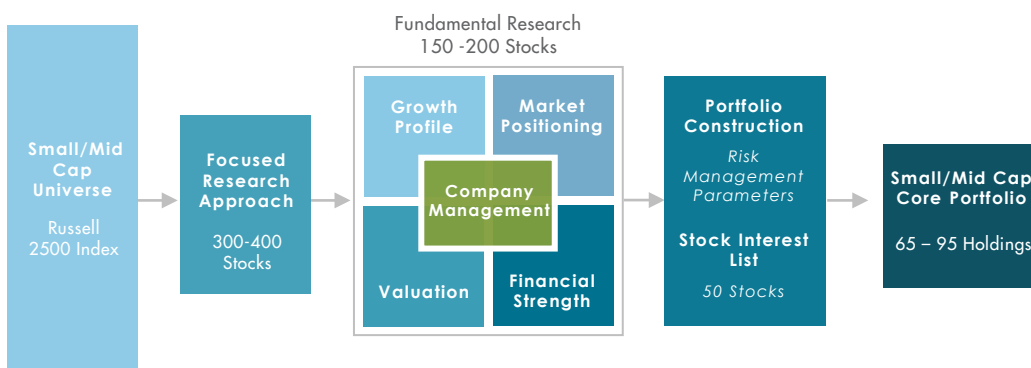 Small/Mid
Cap
Universe
Russell
2500 Index
Focused
Research
Approach
300-400
Stocks
Fundamental Research
150 -200 Stocks
Growth
Profile
Market
Positioning
Company
Management
Valuation
Financial
Strength
Portfolio
Construction
Risk
Management
Parameters
Stock Interest
List
50 Stocks
Small/Mid Cap
Core Portfolio
65 – 95 Holdings